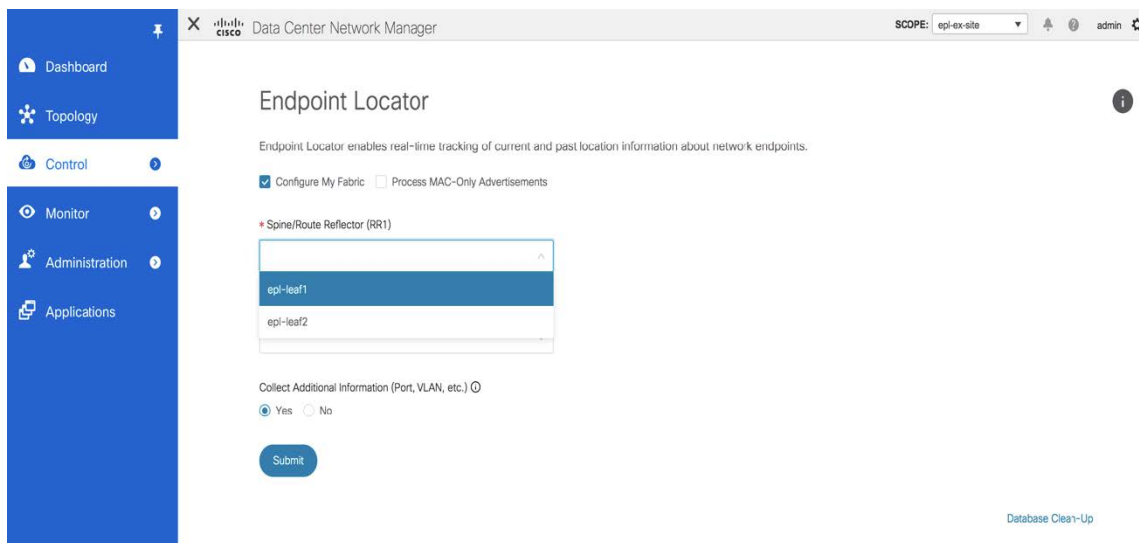 cisco Data Center Network Manager
SCOPE: epl-ex-site admin
Dashboard
Topology
Control
Monitor
Administration
Applications
Endpoint Locator
Endpoint Locator enables real-time tracking of current and past location information about network endpoints.
Configure My Fabric Process MAC-Only Advertisements
* Spine/Route Reflector (RR1)
epl-leaf1
epl-leaf2
Collect Additional Information (Port, VLAN, etc.)
Yes No
Submit
Database Clean-Up